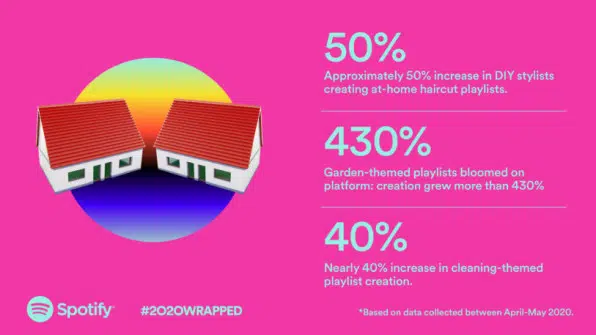 50%
Approximately 50% increase in DIY stylists
creating at-home haircut playlists.
430%
Garden-themed playlists bloomed on
platform: creation grew more than 430%
40%
Nearly 40% increase in cleaning-themed
playlist creation.
Spotify
#2020WRAPPED
*Based on data collected between April-May 2020.